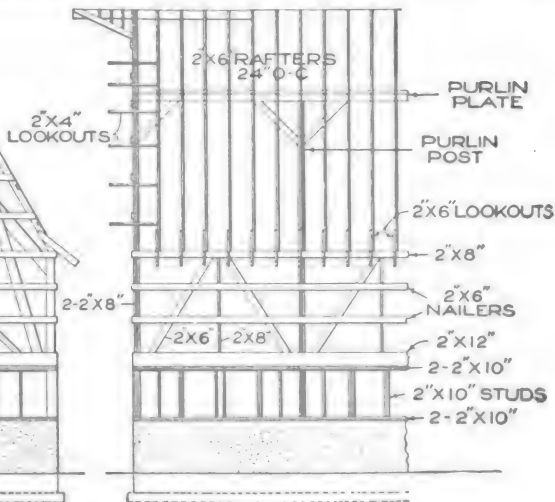 2"X6" RAFTERS
24" O-C
PURLIN
PLATE
2"X4"
LOOKOUTS
PURLIN
POST
2"X6" LOOKOUTS
2"X8"
2-2"X8"
2"X6"
NAILERS
2"X6"
2"X8"
2"X12"
2-2"X10"
2"X10" STUDS
2-2"X10"